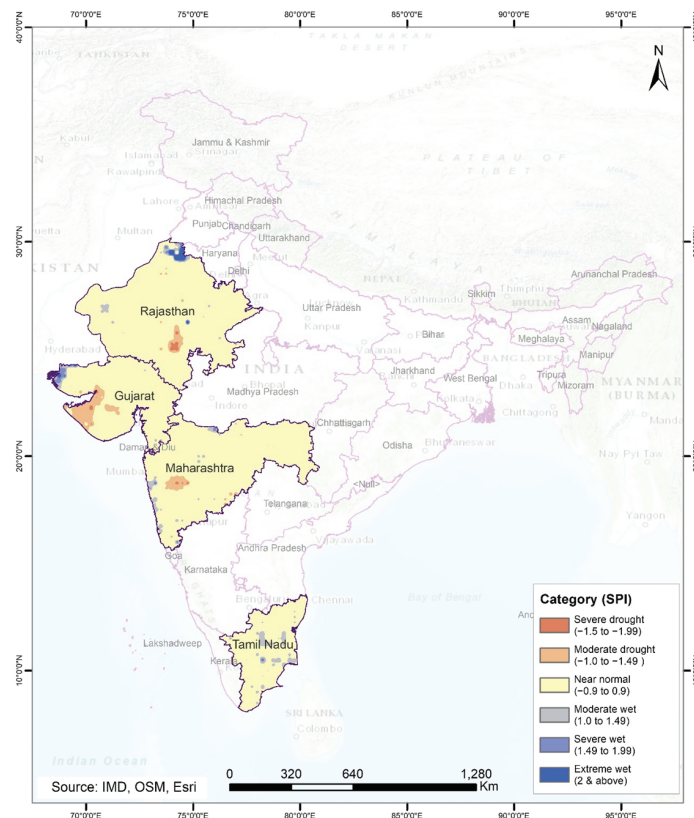 70°0'0"E 75°0'0"E 80°0'0"E 85°0'0"E 90°0'0"E 95°0'0"E
40°0'0"N
TAKLA MAKAN
DESERT
N
TAJIKISTAN
KUNLUN MOUNTAINS
Kabul
Jammu & Kashmir
Islamabad
Srinagar
Rawalpindi
PLATEAU OF
TIBET
Lahore
Himachal Pradesh
Multan
Punjab
Chandigarh
Uttarakhand
30°0'0"N
Haryana
HIMALAYA
Delhi
Arunanchal Pradesh
NEPAL
Kathmandu
Sikkim
Thimphu
BHUTAN
Rajasthan
Uttar Pradesh
Kanpur
Assam
Nagaland
Bihar
Meghalaya
Hyderabad
Manipur
INDIA
Jharkhand
BANGLADESH
Gujarat
Bhopal
Madhya Pradesh
West Bengal
Tripura
Dhaka
Mizoram
MYANMAR
(BURMA)
Indore
Kolkata
Chittagong
Chhattisgarh
Odisha
Bhubaneswar
20°0'0"N
Nay Pyi Taw
Maharashtra
<Null>
Telangana
Yangon
Vijayawada
Andhra Pradesh
Goa
Karnataka
Chennai
Bay of Bengal
Tamil Nadu
Lakshadweep
Kerala
10°0'0"N
SRI LANKA
Colombo
Indian Ocean
Category (SPI)
Severe drought
(−1.5 to −1.99)
Moderate drought
(−1.0 to −1.49 )
Near normal
(−0.9 to 0.9)
Moderate wet
(1.0 to 1.49)
Severe wet
(1.49 to 1.99)
Extreme wet
(2 & above)
Source: IMD, OSM, Esri
0 320 640 1,280
Km
70°0'0"E 75°0'0"E 80°0'0"E 85°0'0"E 90°0'0"E 95°0'0"E